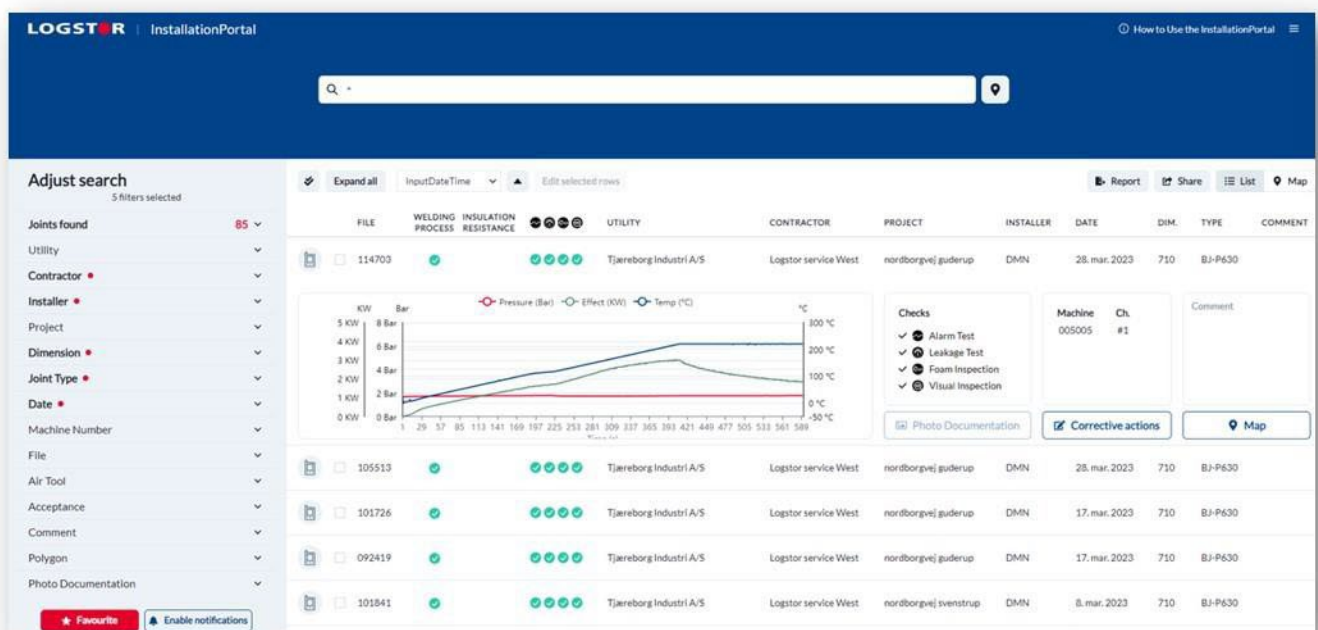 LOGSTOR | InstallationPortal
How to Use the InstallationPortal
*
Adjust search
5 filters selected
Joints found 85
Utility
Contractor
Installer
Project
Dimension
Joint Type
Date
Machine Number
File
Air Tool
Acceptance
Comment
Polygon
Photo Documentation
Favourite
Enable notifications
Expand all InputDateTime Edit selected rows Report Share List Map
FILE WELDING PROCESS INSULATION RESISTANCE UTILITY CONTRACTOR PROJECT INSTALLER DATE DIM. TYPE COMMENT
114703 Tjæreborg Industri A/S Logstor service West nordborgvej guderup DMN 28. mar. 2023 710 BJ-P630
Pressure (Bar) Effect (KW) Temp (°C)
KW Bar °C
5 KW 8 Bar 300 °C
4 KW 6 Bar 200 °C
3 KW 4 Bar 100 °C
2 KW 2 Bar 0 °C
1 KW 0 Bar -50 °C
0 KW
1 29 57 85 113 141 169 197 225 253 281 309 337 365 393 421 449 477 505 533 561 589
Checks
Alarm Test
Leakage Test
Foam Inspection
Visual Inspection
Machine Ch.
005005 #1
Comment
Photo Documentation
Corrective actions
Map
105513 Tjæreborg Industri A/S Logstor service West nordborgvej guderup DMN 28. mar. 2023 710 BJ-P630
101726 Tjæreborg Industri A/S Logstor service West nordborgvej guderup DMN 17. mar. 2023 710 BJ-P630
092419 Tjæreborg Industri A/S Logstor service West nordborgvej guderup DMN 17. mar. 2023 710 BJ-P630
101841 Tjæreborg Industri A/S Logstor service West nordborgvej svenstrup DMN 8. mar. 2023 710 BJ-P630